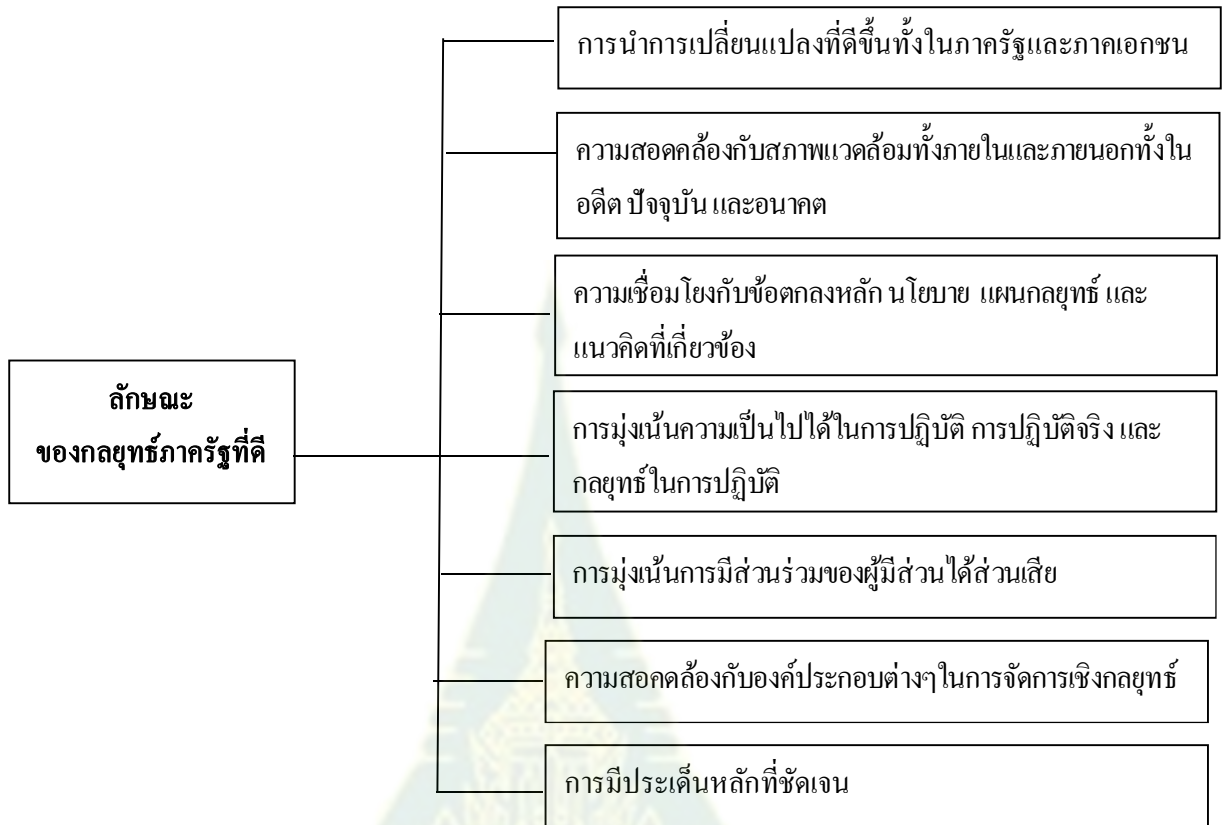 การนำการเปลี่ยนแปลงที่ดีขึ้นทั้งในภาครัฐและภาคเอกชน
ความสอดคล้องกับสภาพแวดล้อมทั้งภายในและภายนอกทั้งใน
อดีต ปัจจุบัน และอนาคต
ความเชื่อมโยงกับข้อตกลงหลัก นโยบาย แผนกลยุทธ์ และ
แนวคิดที่เกี่ยวข้อง
ลักษณะ
ของกลยุทธ์ภาครัฐที่ดี
การมุ่งเน้นความเป็นไปได้ในการปฏิบัติ การปฏิบัติจริง และ
กลยุทธ์ในการปฏิบัติ
การมุ่งเน้นการมีส่วนร่วมของผู้มีส่วนได้ส่วนเสีย
ความสอคดล้องกับองค์ประกอบต่างๆในการจัดการเชิงกลยุทธ์
การมีประเด็นหลักที่ชัดเจน